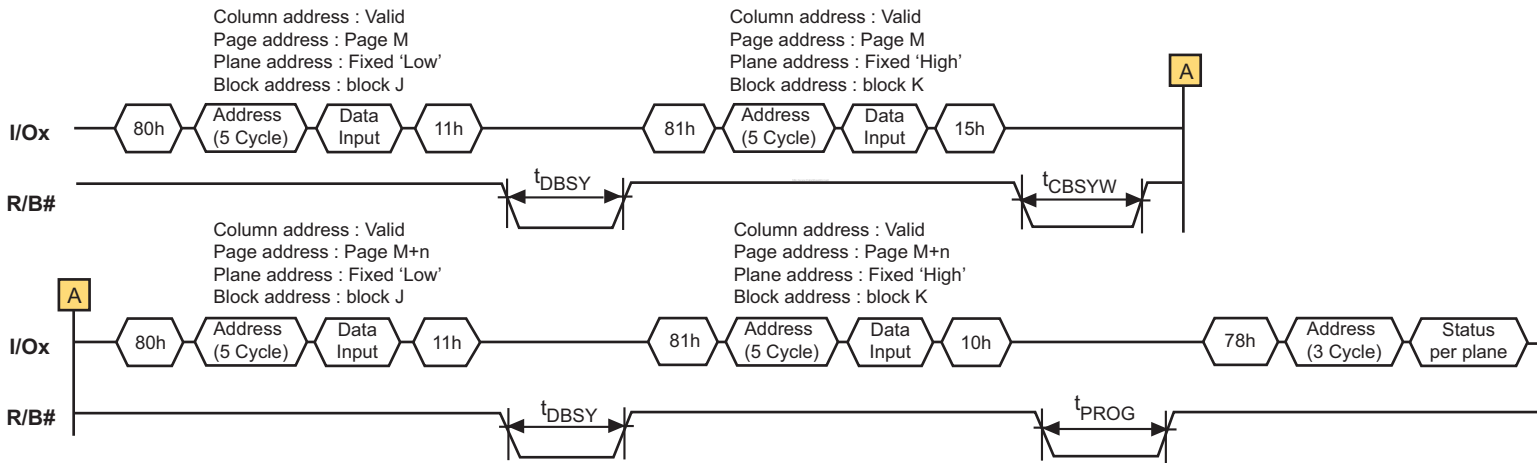 Column address : Valid
Page address : Page M
Plane address : Fixed ‘Low’
Block address : block J
Column address : Valid
Page address : Page M
Plane address : Fixed ‘High’
Block address : block K
A
I/Ox
80h
Address
(5 Cycle)
Data
Input
11h
81h
Address
(5 Cycle)
Data
Input
15h
R/B#
tDBSY
tCBSYW
Column address : Valid
Page address : Page M+n
Plane address : Fixed ‘Low’
Block address : block J
Column address : Valid
Page address : Page M+n
Plane address : Fixed ‘High’
Block address : block K
A
I/Ox
80h
Address
(5 Cycle)
Data
Input
11h
81h
Address
(5 Cycle)
Data
Input
10h
78h
Address
(3 Cycle)
Status
per plane
R/B#
tDBSY
tPROG